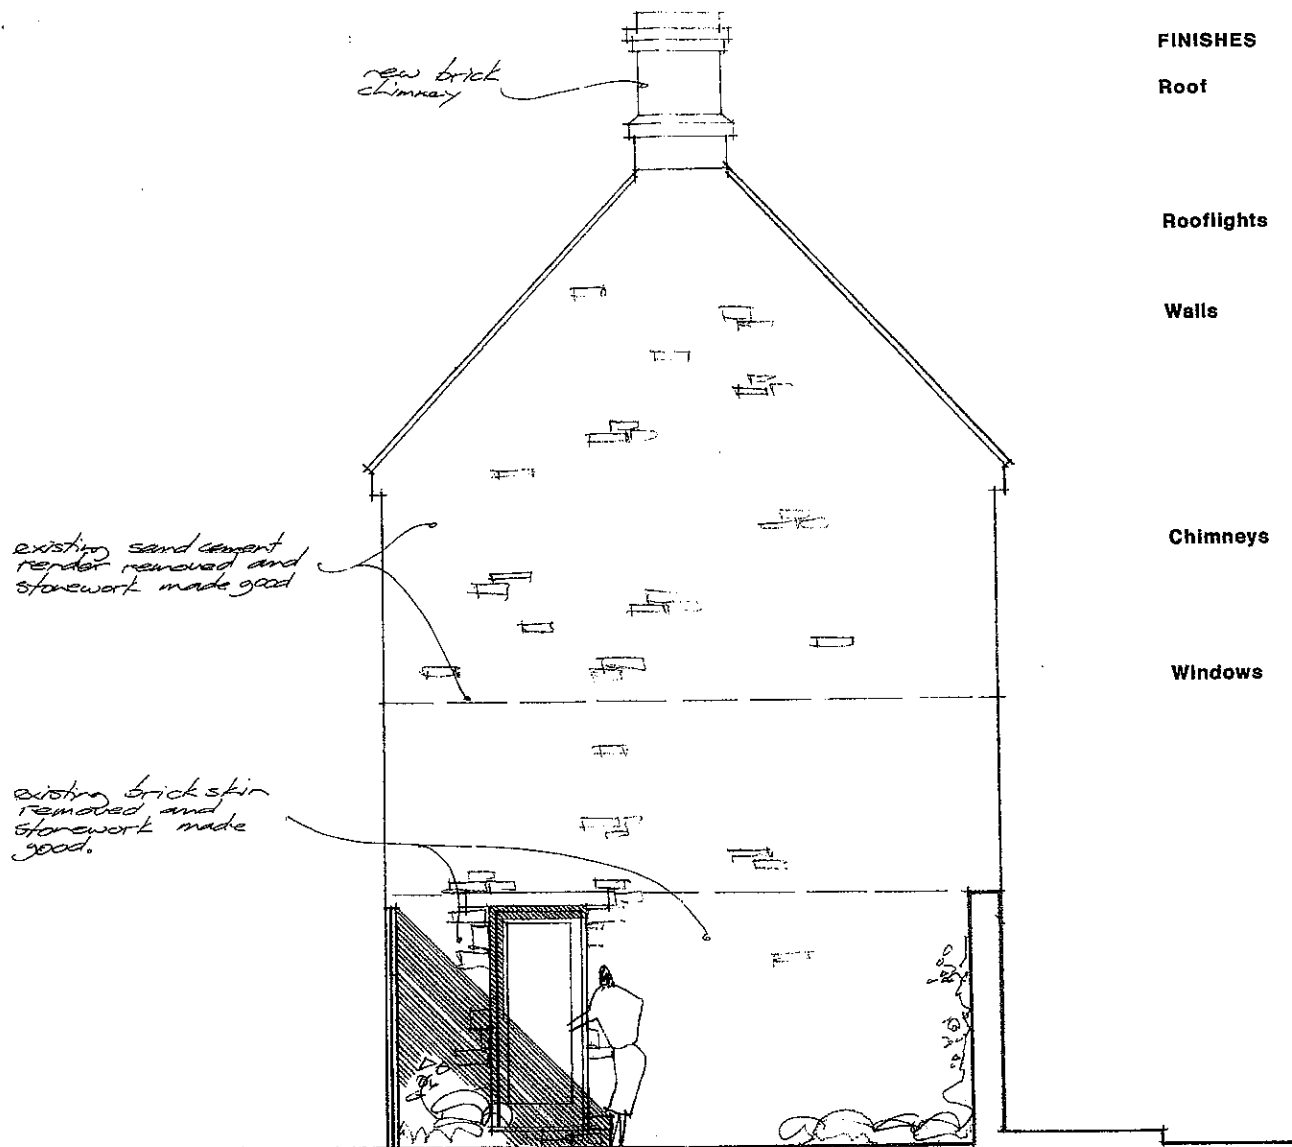 FINISHES
new brick
chimney
Roof
Rooflights
Walls
existing sand cement
render removed and
stonework made good
Chimneys
Windows
existing brick skin
removed and
stonework made
good.